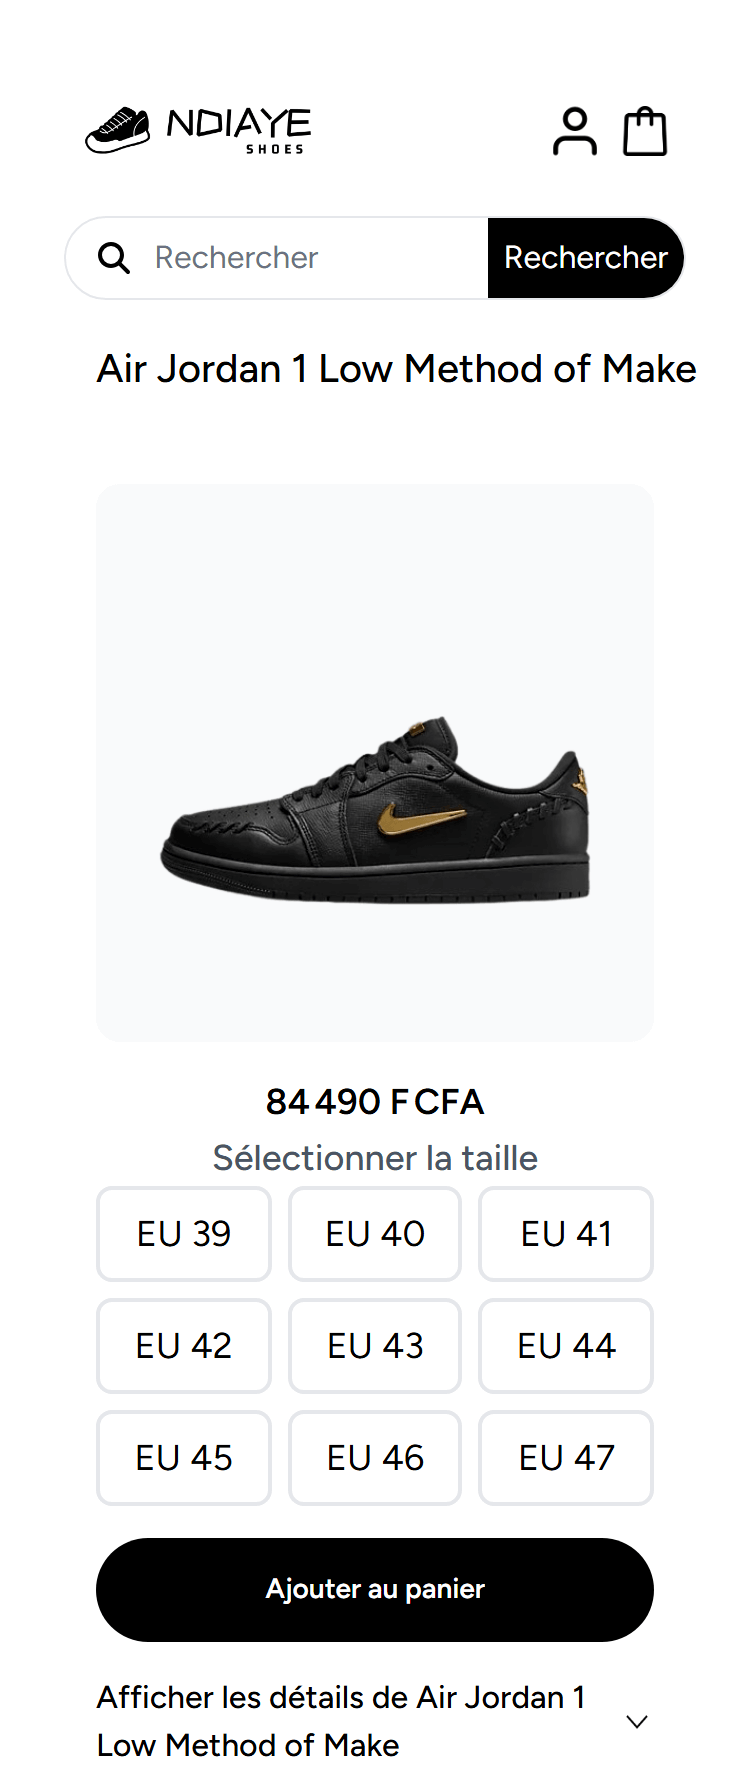 NDIAYE
SHOES
Rechercher Rechercher
Air Jordan 1 Low Method of Make
84 490 F CFA
Sélectionner la taille
EU 39 EU 40 EU 41
EU 42 EU 43 EU 44
EU 45 EU 46 EU 47
Ajouter au panier
Afficher les détails de Air Jordan 1
Low Method of Make